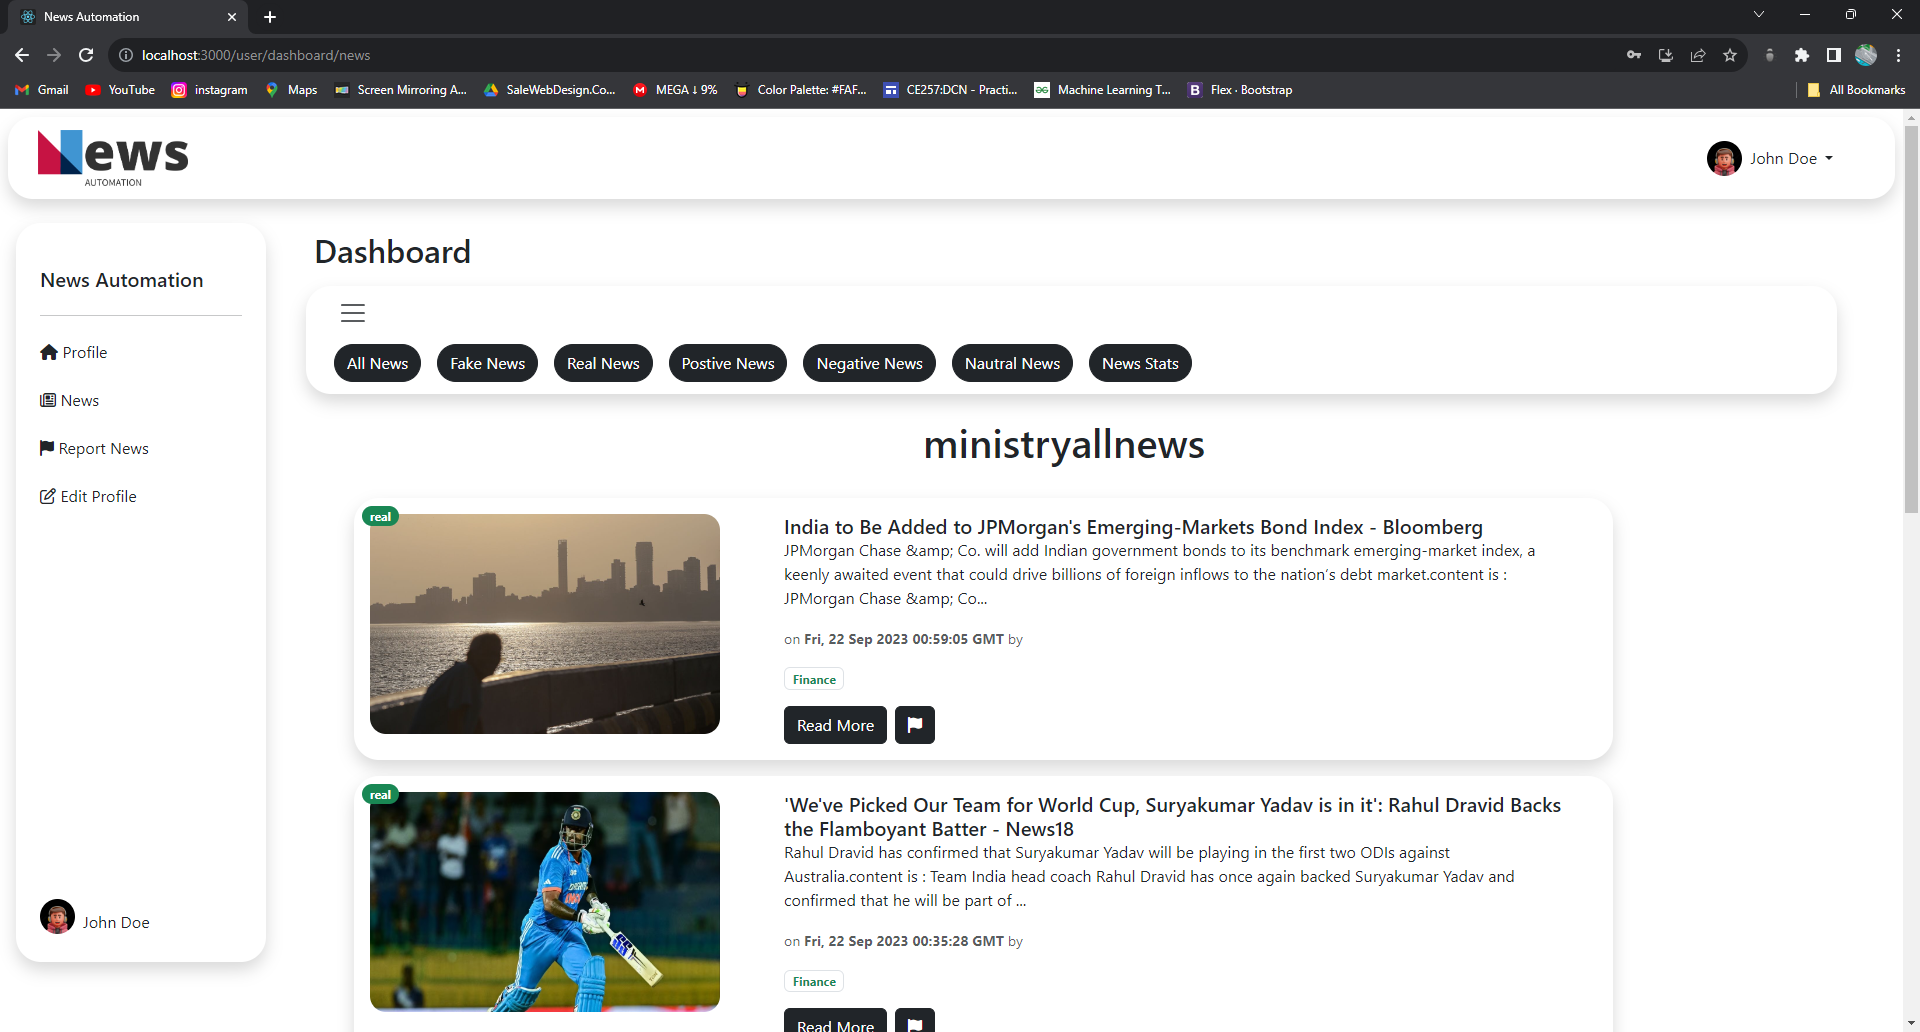 News Automation
localhost:3000/user/dashboard/news
Gmail
YouTube
instagram
Maps
Screen Mirroring A...
SaleWebDesign.Co...
MEGA ⭣ 9%
Color Palette: #FAF...
CE257:DCN - Practi...
Machine Learning T...
Flex · Bootstrap
All Bookmarks
News
AUTOMATION
John Doe
News Automation
Profile
News
Report News
Edit Profile
John Doe
Dashboard
All News
Fake News
Real News
Postive News
Negative News
Nautral News
News Stats
ministryallnews
real
India to Be Added to JPMorgan's Emerging-Markets Bond Index - Bloomberg
JPMorgan Chase &amp; Co. will add Indian government bonds to its benchmark emerging-market index, a
keenly awaited event that could drive billions of foreign inflows to the nation’s debt market.content is :
JPMorgan Chase &amp; Co...
on Fri, 22 Sep 2023 00:59:05 GMT by
Finance
Read More
real
'We've Picked Our Team for World Cup, Suryakumar Yadav is in it': Rahul Dravid Backs
the Flamboyant Batter - News18
Rahul Dravid has confirmed that Suryakumar Yadav will be playing in the first two ODIs against
Australia.content is : Team India head coach Rahul Dravid has once again backed Suryakumar Yadav and
confirmed that he will be part of ...
on Fri, 22 Sep 2023 00:35:28 GMT by
Finance
Read More